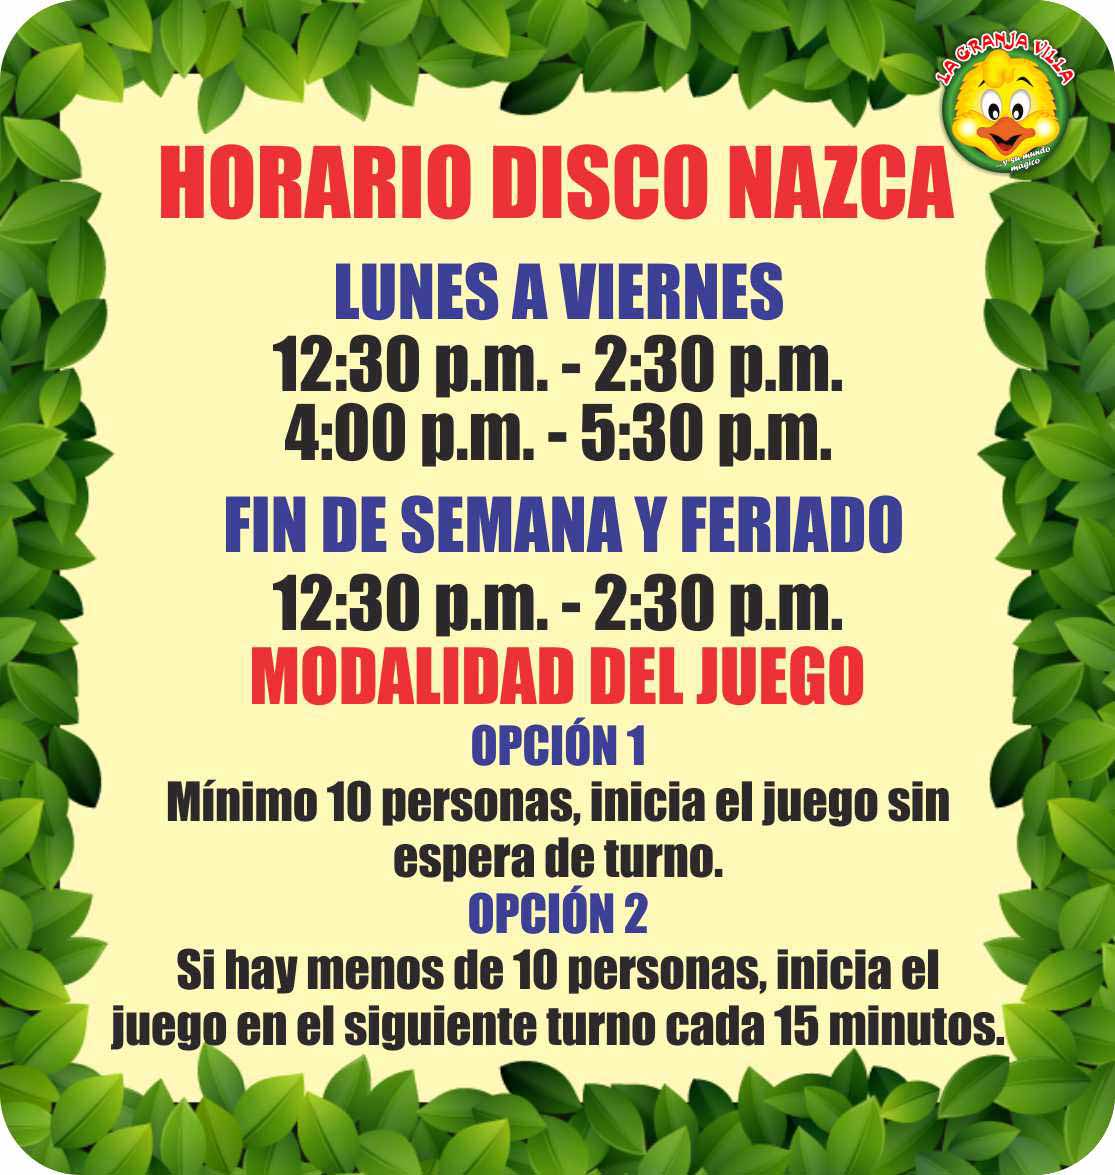 LA GRANJA VILLA
...y su mundo
mágico
HORARIO DISCO NAZCA
LUNES A VIERNES
12:30 p.m. - 2:30 p.m.
4:00 p.m. - 5:30 p.m.
FIN DE SEMANA Y FERIADO
12:30 p.m. - 2:30 p.m.
MODALIDAD DEL JUEGO
OPCIÓN 1
Mínimo 10 personas, inicia el juego sin
espera de turno.
OPCIÓN 2
Si hay menos de 10 personas, inicia el
juego en el siguiente turno cada 15 minutos.